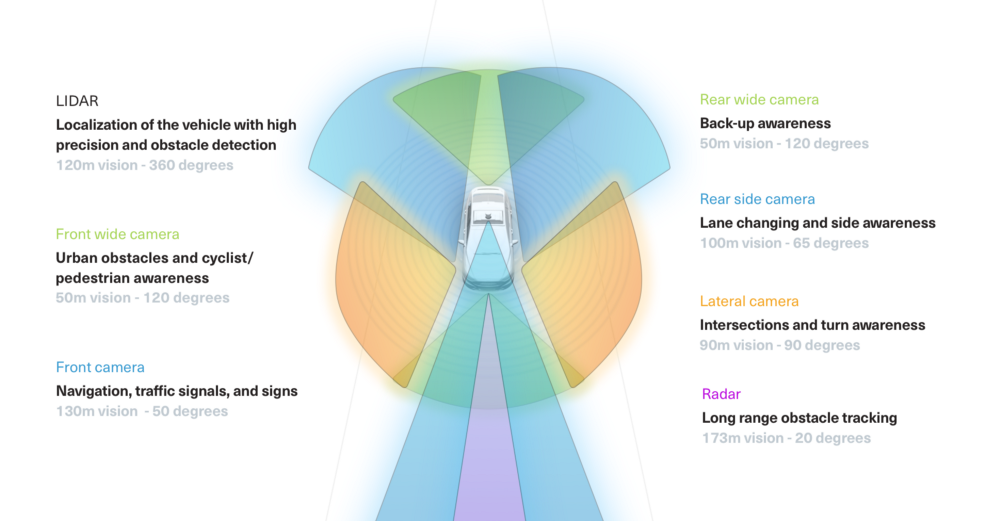 LIDAR
Localization of the vehicle with high
precision and obstacle detection
120m vision - 360 degrees
Front wide camera
Urban obstacles and cyclist/
pedestrian awareness
50m vision - 120 degrees
Front camera
Navigation, traffic signals, and signs
130m vision  - 50 degrees
Rear wide camera
Back-up awareness
50m vision - 120 degrees
Rear side camera
Lane changing and side awareness
100m vision - 65 degrees
Lateral camera
Intersections and turn awareness
90m vision - 90 degrees
Radar
Long range obstacle tracking
173m vision - 20 degrees